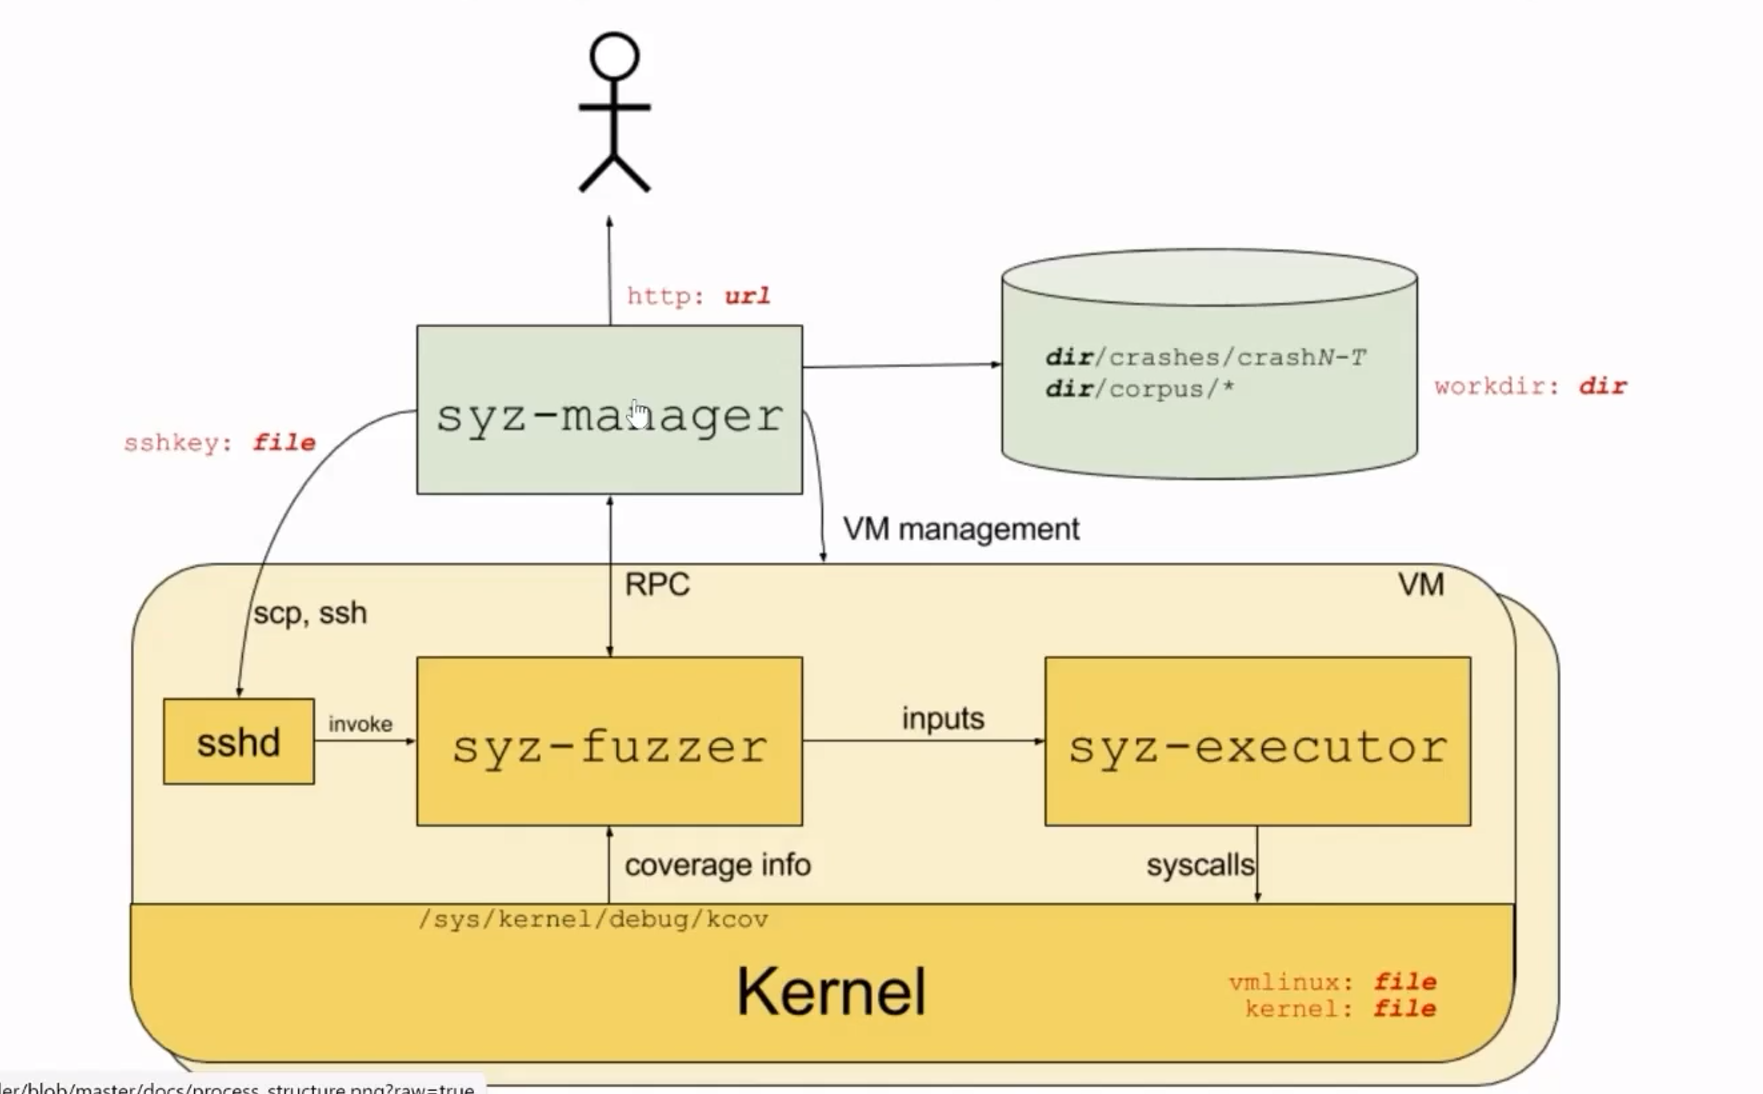 http: url
syz-manager
dir/crashes/crashN-T
dir/corpus/*
workdir: dir
sshkey: file
VM management
RPC
VM
scp, ssh
sshd
invoke
syz-fuzzer
inputs
syz-executor
coverage info
syscalls
/sys/kernel/debug/kcov
Kernel
vmlinux: file
kernel: file
ler/blob/master/docs/process_structure.png?raw=true